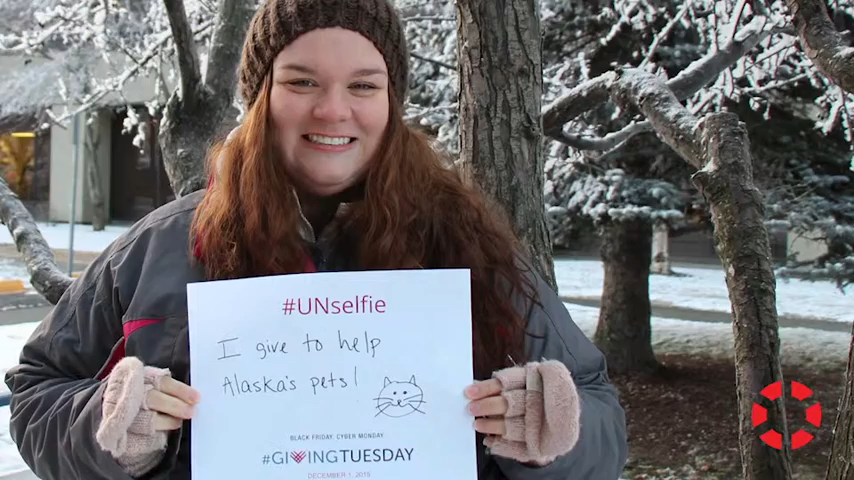 #UNselfie
I give to help
Alaska's pets!
BLACK FRIDAY, CYBER MONDAY
#GIVINGTUESDAY
DECEMBER 1, 2015